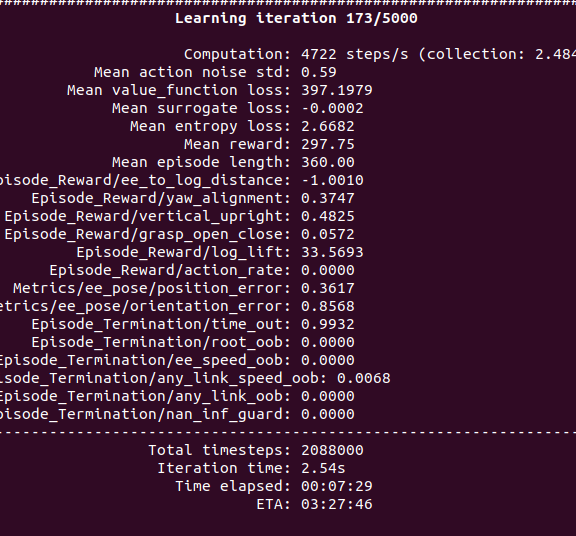 ################################################################
Learning iteration 173/5000
Computation: 4722 steps/s (collection: 2.484
Mean action noise std: 0.59
Mean value_function loss: 397.1979
Mean surrogate loss: -0.0002
Mean entropy loss: 2.6682
Mean reward: 297.75
Mean episode length: 360.00
pisode_Reward/ee_to_log_distance: -1.0010
Episode_Reward/yaw_alignment: 0.3747
Episode_Reward/vertical_upright: 0.4825
Episode_Reward/grasp_open_close: 0.0572
Episode_Reward/log_lift: 33.5693
Episode_Reward/action_rate: 0.0000
Metrics/ee_pose/position_error: 0.3617
etrics/ee_pose/orientation_error: 0.8568
Episode_Termination/time_out: 0.9932
Episode_Termination/root_oob: 0.0000
Episode_Termination/ee_speed_oob: 0.0000
isode_Termination/any_link_speed_oob: 0.0068
Episode_Termination/any_link_oob: 0.0000
pisode_Termination/nan_inf_guard: 0.0000
----------------------------------------------------------------
Total timesteps: 2088000
Iteration time: 2.54s
Time elapsed: 00:07:29
ETA: 03:27:46